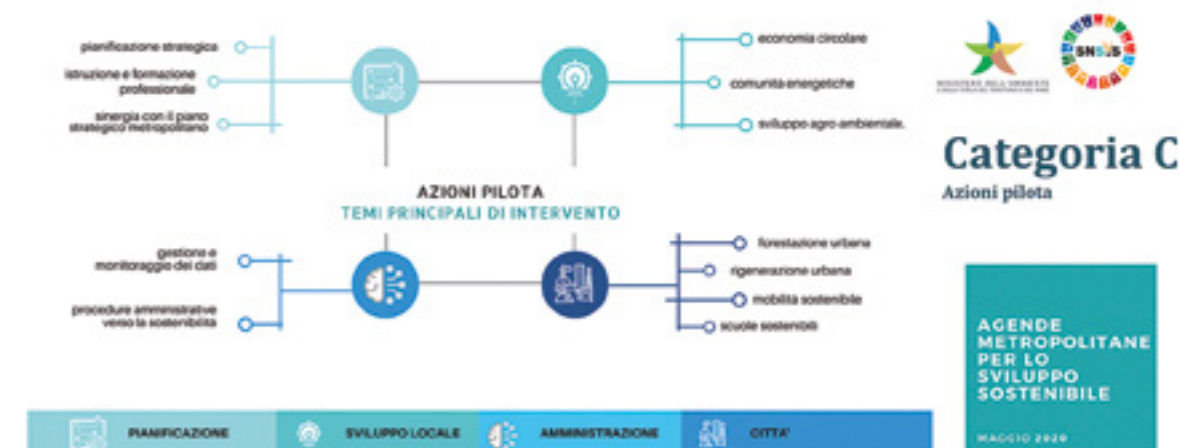 pianificazione strategica
istruzione e formazione
professionale
sinergia con il piano
strategico metropolitano
economia circolare
comunita energetiche
sviluppo agro ambientale.
SNSvS
Categoria C
Azioni pilota
AZIONI PILOTA
TEMI PRINCIPALI DI INTERVENTO
gestione e
monitoraggio dei dati
procedure amministrative
verso la sostenibilità
forestazione urbana
rigenerazione urbana
mobilità sostenibile
scuole sostenibili
AGENDE
METROPOLITANE
PER LO
SVILUPPO
SOSTENIBILE
MAGGIO 2020
PIANIFICAZIONE
SVILUPPO LOCALE
AMMINISTRAZIONE
CITTA'